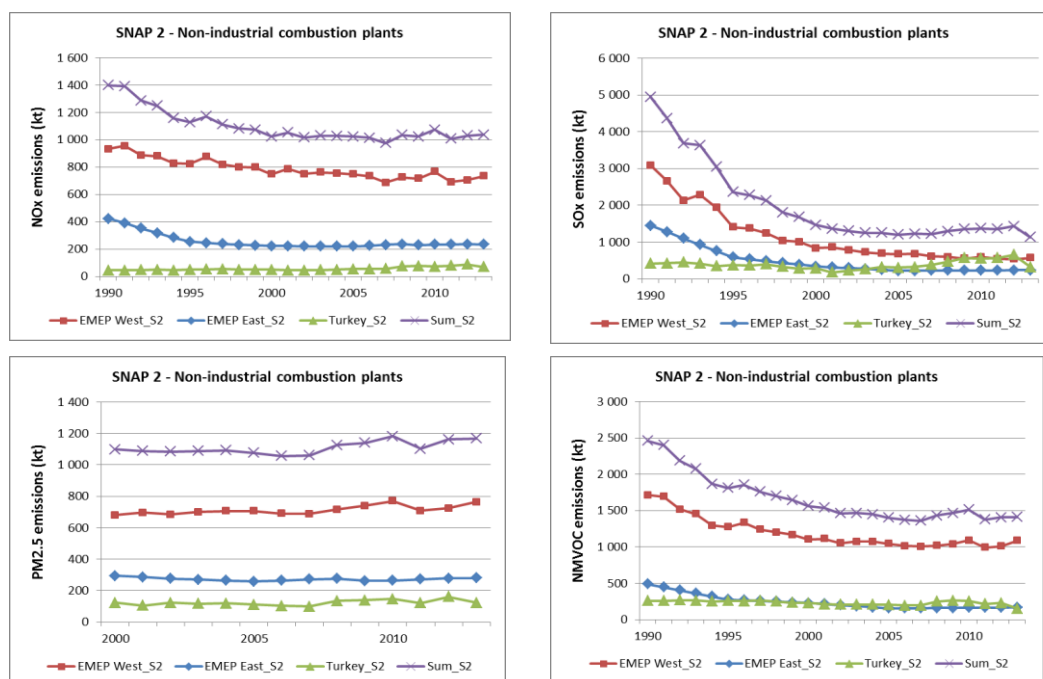 SNAP 2 - Non-industrial combustion plants
NOx emissions (kt)
1 600
1 400
1 200
1 000
800
600
400
200
0
1990 1995 2000 2005 2010
EMEP West_S2 EMEP East_S2 Turkey_S2 Sum_S2
SNAP 2 - Non-industrial combustion plants
SOx emissions (kt)
6 000
5 000
4 000
3 000
2 000
1 000
0
1990 1995 2000 2005 2010
EMEP West_S2 EMEP East_S2 Turkey_S2 Sum_S2
SNAP 2 - Non-industrial combustion plants
PM2.5 emissions (kt)
1 400
1 200
1 000
800
600
400
200
0
2000 2005 2010
EMEP West_S2 EMEP East_S2 Turkey_S2 Sum_S2
SNAP 2 - Non-industrial combustion plants
NMVOC emissions (kt)
3 000
2 500
2 000
1 500
1 000
500
0
1990 1995 2000 2005 2010
EMEP West_S2 EMEP East_S2 Turkey_S2 Sum_S2